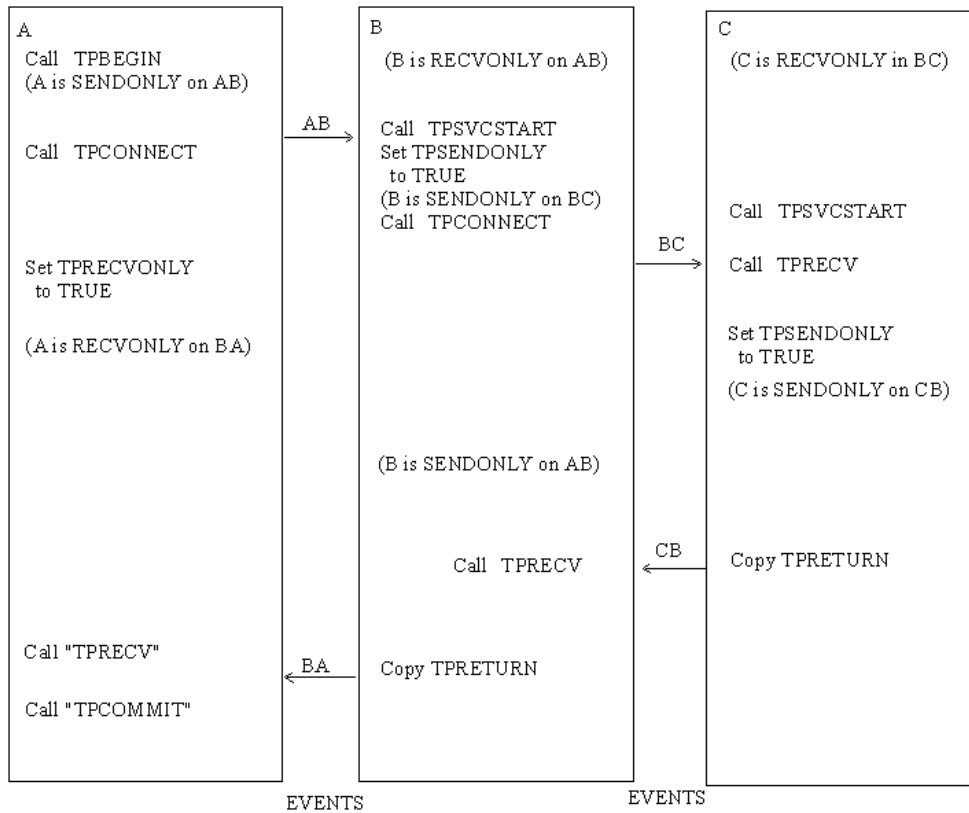 A
Call TPBEGIN
(A is SENDONLY on AB)
Call TPCONNECT
Set TPRECVONLY
to TRUE
(A is RECVONLY on BA)
Call "TPRECV"
Call "TPCOMMIT"
AB
BA
EVENTS
B
(B is RECVONLY on AB)
Call TPSVCSTART
Set TPSENDONLY
to TRUE
(B is SENDONLY on BC)
Call TPCONNECT
(B is SENDONLY on AB)
Call TPRECV
Copy TPRETURN
BC
CB
EVENTS
C
(C is RECVONLY in BC)
Call TPSVCSTART
Call TPRECV
Set TPSENDONLY
to TRUE
(C is SENDONLY on CB)
Copy TPRETURN